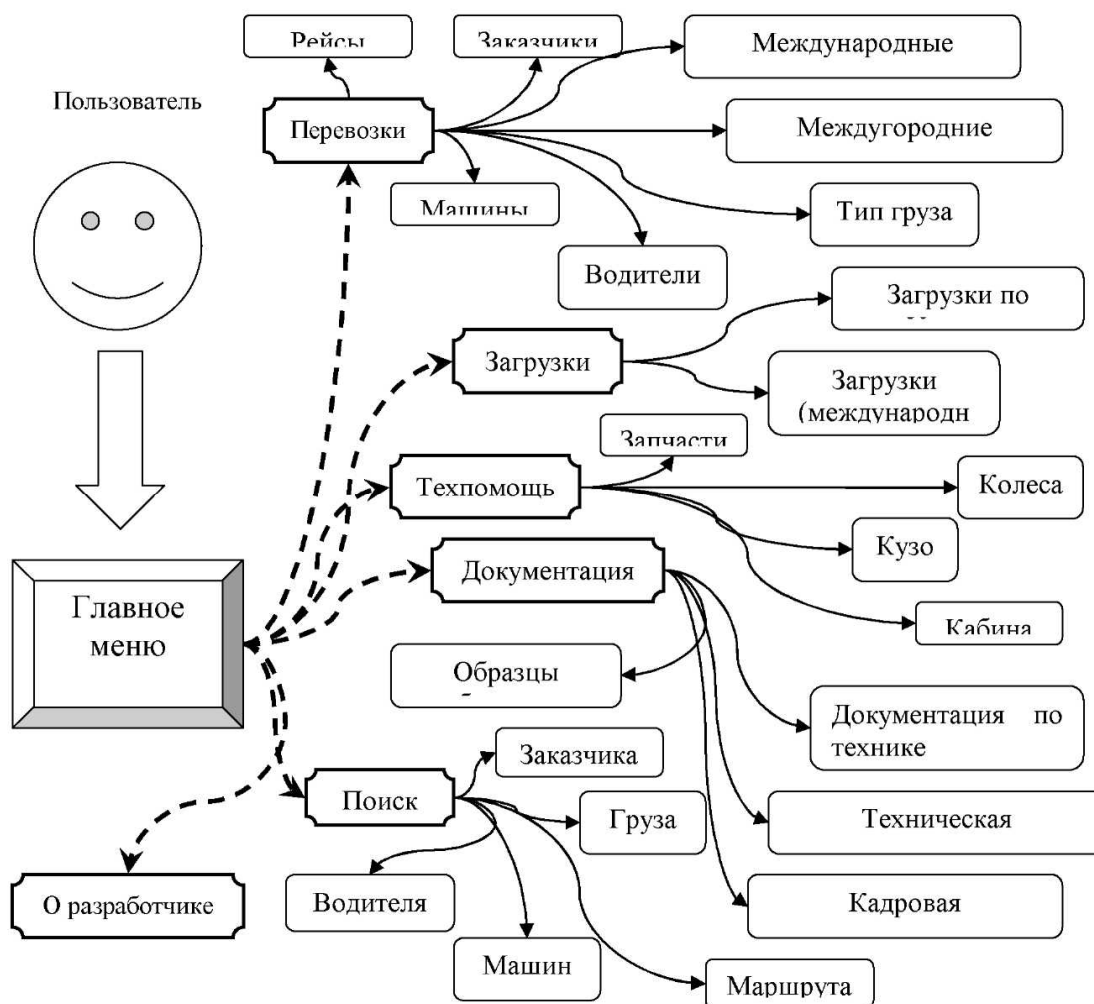 Рейсы
Заказчики
Международные
Пользователь
Перевозки
Междугородние
Машины
Тип груза
Водители
Загрузки по
Загрузки
Загрузки
(международн
Запчасти
Техпомощь
Колеса
Кузо
Документация
Главное
меню
Кабина
Образцы
Документация по
технике
Заказчика
Поиск
Груза
Техническая
О разработчике
Водителя
Кадровая
Машин
Маршрута